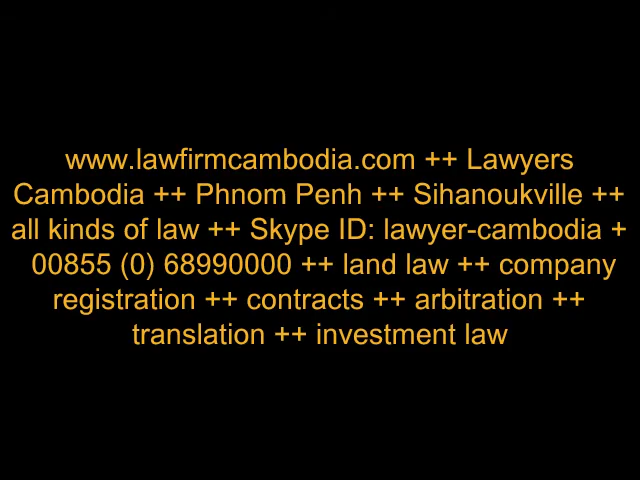 www.lawfirmcambodia.com ++ Lawyers
Cambodia ++ Phnom Penh ++ Sihanoukville ++
all kinds of law ++ Skype ID: lawyer-cambodia +
00855 (0) 68990000 ++ land law ++ company
registration ++ contracts ++ arbitration ++
translation ++ investment law